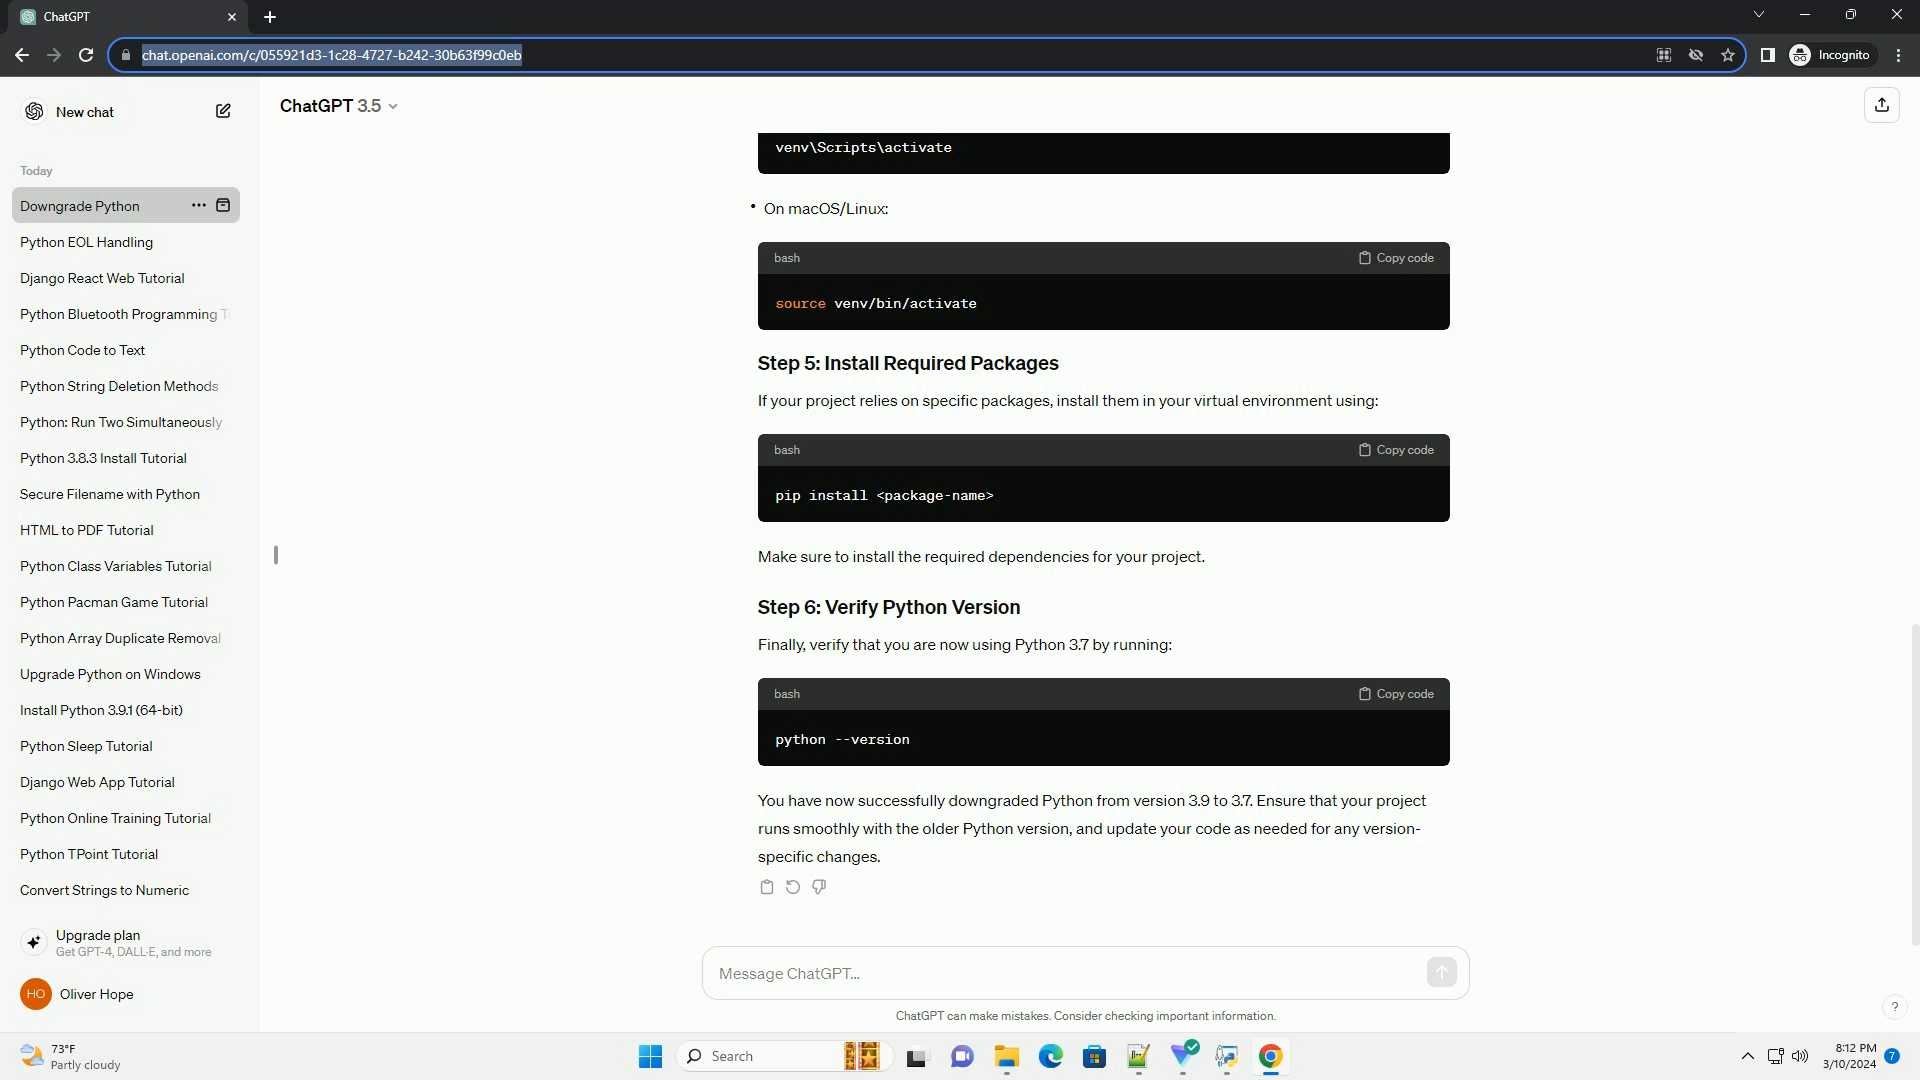 ChatGPT
chat.openai.com/c/055921d3-1c28-4727-b242-30b63f99c0eb
Incognito
New chat
Today
Downgrade Python
Python EOL Handling
Django React Web Tutorial
Python Bluetooth Programming T
Python Code to Text
Python String Deletion Methods
Python: Run Two Simultaneously
Python 3.8.3 Install Tutorial
Secure Filename with Python
HTML to PDF Tutorial
Python Class Variables Tutorial
Python Pacman Game Tutorial
Python Array Duplicate Removal
Upgrade Python on Windows
Install Python 3.9.1 (64-bit)
Python Sleep Tutorial
Django Web App Tutorial
Python Online Training Tutorial
Python TPoint Tutorial
Convert Strings to Numeric
Upgrade plan
Get GPT-4, DALL·E, and more
HO Oliver Hope
ChatGPT 3.5
venv\Scripts\activate
• On macOS/Linux:
bash Copy code
source venv/bin/activate
Step 5: Install Required Packages
If your project relies on specific packages, install them in your virtual environment using:
bash Copy code
pip install <package-name>
Make sure to install the required dependencies for your project.
Step 6: Verify Python Version
Finally, verify that you are now using Python 3.7 by running:
bash Copy code
python --version
You have now successfully downgraded Python from version 3.9 to 3.7. Ensure that your project
runs smoothly with the older Python version, and update your code as needed for any version-
specific changes.
Message ChatGPT...
ChatGPT can make mistakes. Consider checking important information.
?
73°F
Partly cloudy
Search
8:12 PM
3/10/2024
7